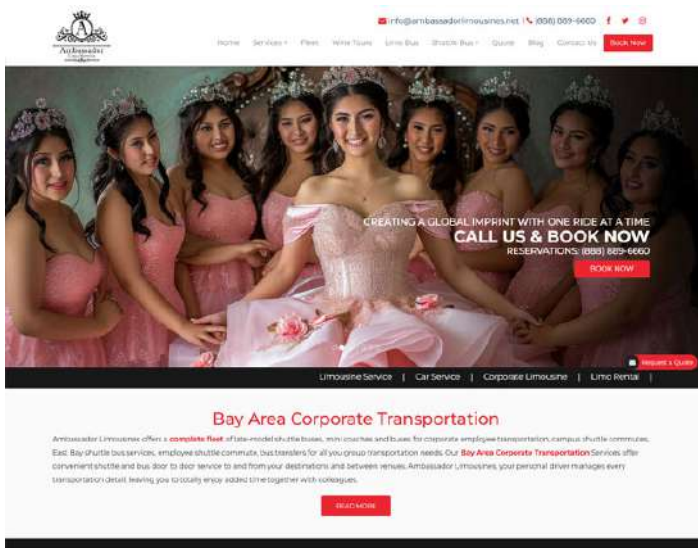 Ambassador
info@ambassadorlimousines.net | (888) 889-6660
Home Services Fleet Wine Tours Limo Bus Shuttle Bus Quote Blog Contact Us Book Now
CREATING A GLOBAL IMPRINT WITH ONE RIDE AT A TIME
CALL US & BOOK NOW
RESERVATIONS: (888) 889-6660
BOOK NOW
Request a Quote
Limousine Service | Car Service | Corporate Limousine | Limo Rental |
Bay Area Corporate Transportation
Ambassador Limousines offers a complete fleet of late-model shuttle buses, mini coaches and buses for corporate employee transportation, campus shuttle commutes,
East Bay shuttle bus services, employee shuttle commute, bus transfers for all you group transportation needs. Our Bay Area Corporate Transportation Services offer
convenient shuttle and bus door to door service to and from your destinations and between venues. Ambassador Limousines, your personal driver manages every
transportation detail, leaving you to totally enjoy added time together with colleagues.
READ MORE